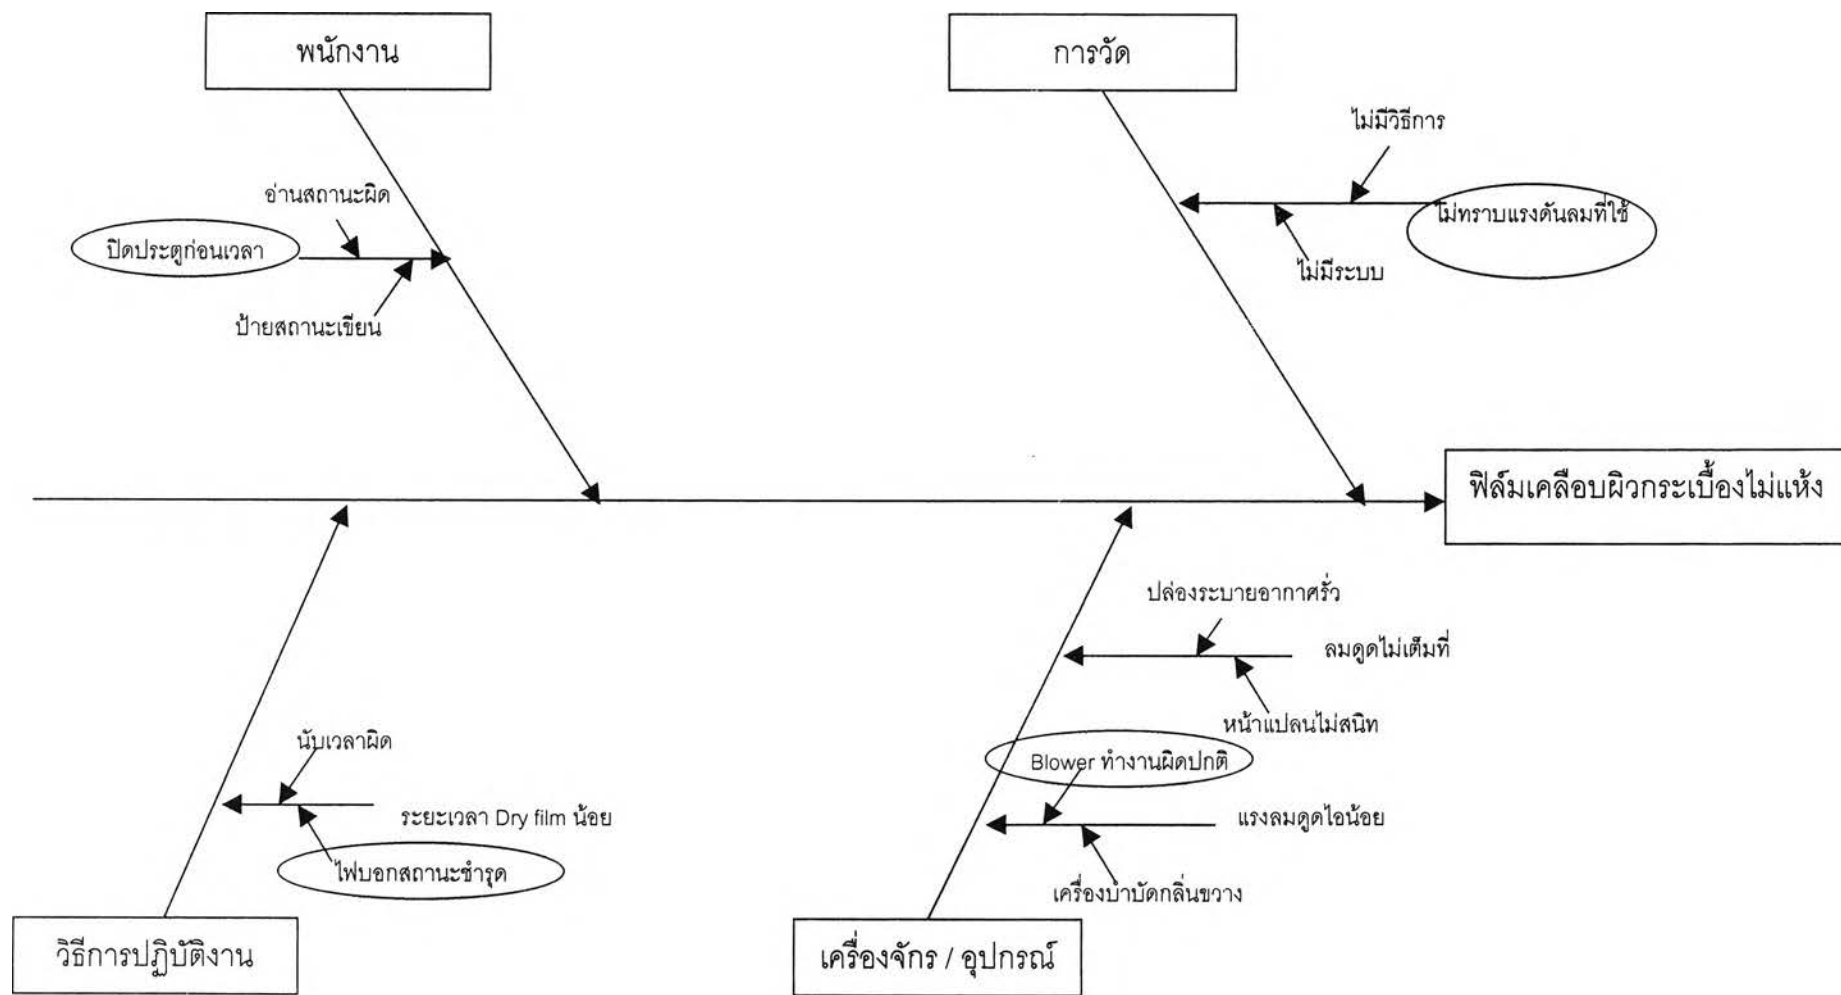 พนักงาน
การวัด
ไม่มีวิธีการ
อ่านสถานะผิด
ไม่ทราบแรงดันลมที่ใช้
ปิดประตูก่อนเวลา
ไม่มีระบบ
ป้ายสถานะเขียน
ฟิล์มเคลือบผิวกระเบื้องไม่แห้ง
ปล่องระบายอากาศรั่ว
ลมดูดไม่เต็มที่
หน้าแปลนไม่สนิท
นับเวลาผิด
Blower ทำงานผิดปกติ
ระยะเวลา Dry film น้อย
แรงลมดูดไอน้อย
ไฟบอกสถานะชำรุด
เครื่องบำบัดกลิ่นขวาง
วิธีการปฏิบัติงาน
เครื่องจักร / อุปกรณ์